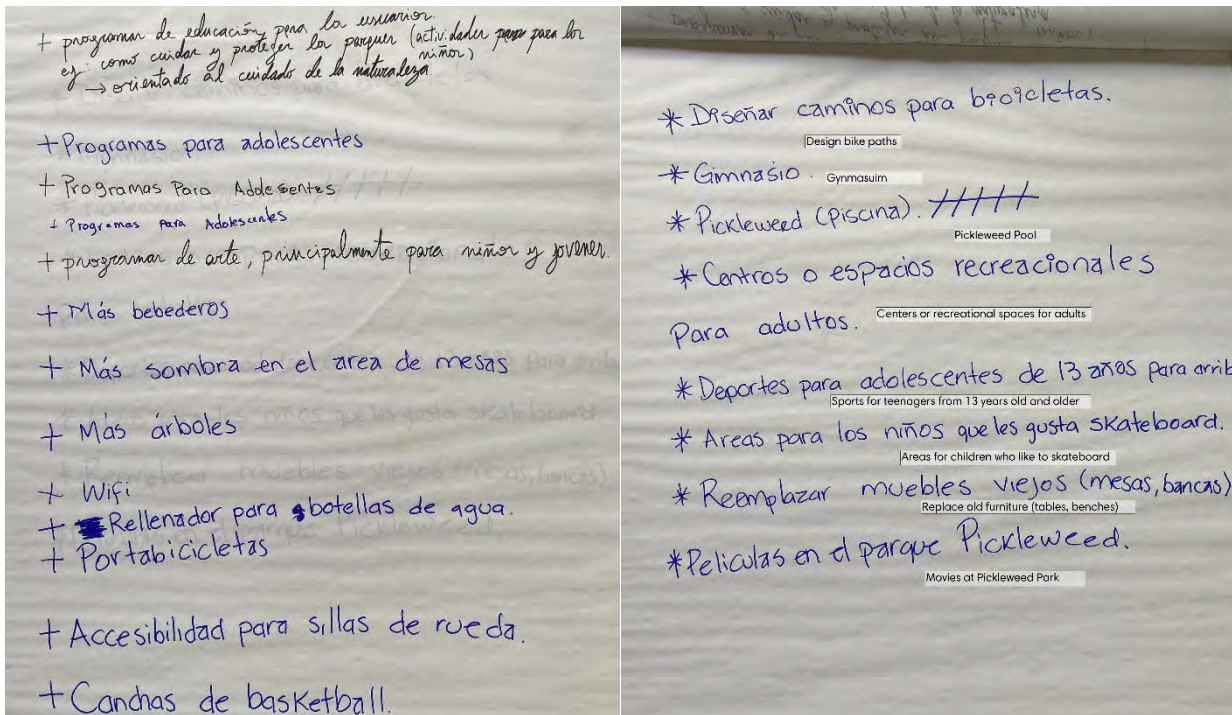 + programas de educación para los usuarios.
ej: como cuidar y proteger los parques (actividades para los niños)
→ orientado al cuidado de la naturaleza
+ Programas para adolescentes
+ Programas Para Adolesentes
+ Programas Para Adolescentes
+ programas de arte, principalmente para niños y jovenes.
+ Más bebederos
+ Más sombra en el area de mesas
+ Más árboles
+ Wifi
+ Rellenador para botellas de agua.
+ Portabicicletas
+ Accesibilidad para sillas de rueda.
+ Canchas de basketball.
* Diseñar caminos para bicicletas.
Design bike paths
* Gimnasio.
Gynmasuim
* Pickleweed (Piscina).
Pickleweed Pool
* Centros o espacios recreacionales
Para adultos.
Centers or recreational spaces for adults
* Deportes para adolescentes de 13 años para arrib
Sports for teenagers from 13 years old and older
* Areas para los niños que les gusta skateboard.
Areas for children who like to skateboard
* Reemplazar muebles viejos (mesas, bancas)
Replace old furniture (tables, benches)
* Peliculas en el parque Pickleweed.
Movies at Pickleweed Park